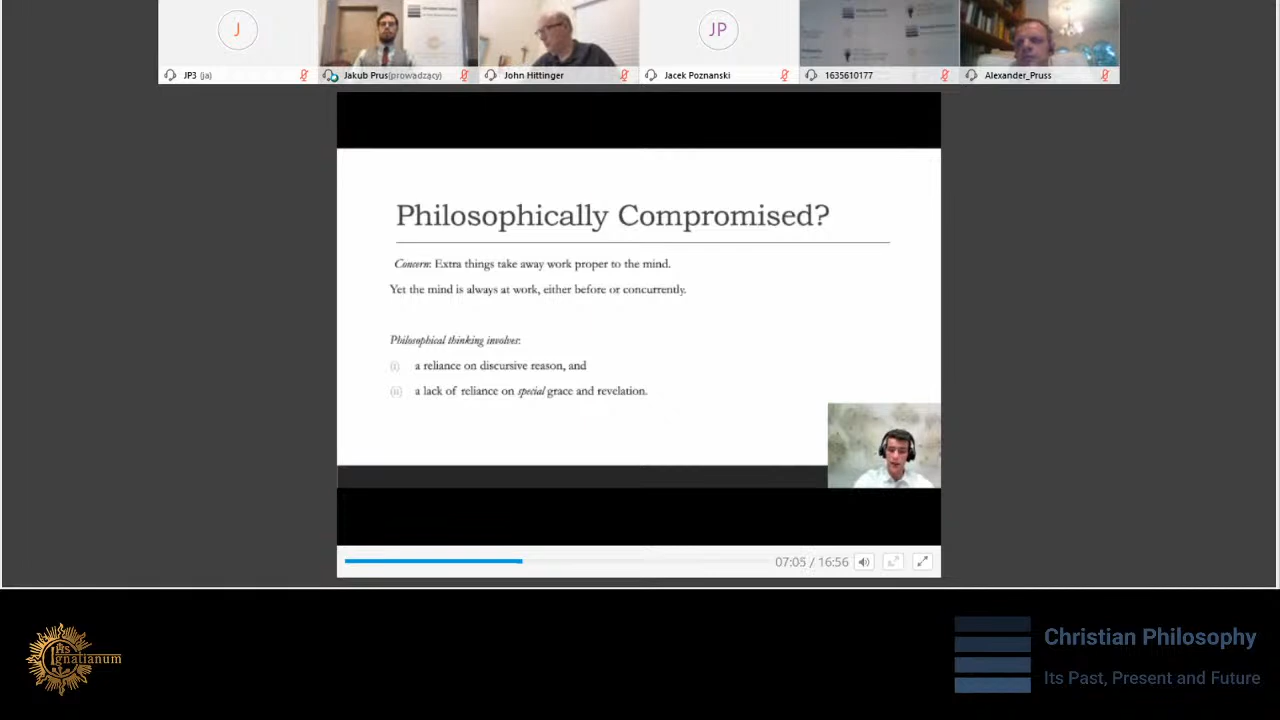 J
JP
JP3 (ja)
Jakub Prus(prowadzący)
John Hittinger
Jacek Poznanski
1635610177
Alexander_Pruss
Philosophically Compromised?
Concern: Extra things take away work proper to the mind.
Yet the mind is always at work, either before or concurrently.
Philosophical thinking involves:
(i) a reliance on discursive reason, and
(ii) a lack of reliance on special grace and revelation.
07:05 / 16:56
Ignatianum
Christian Philosophy
Its Past, Present and Future